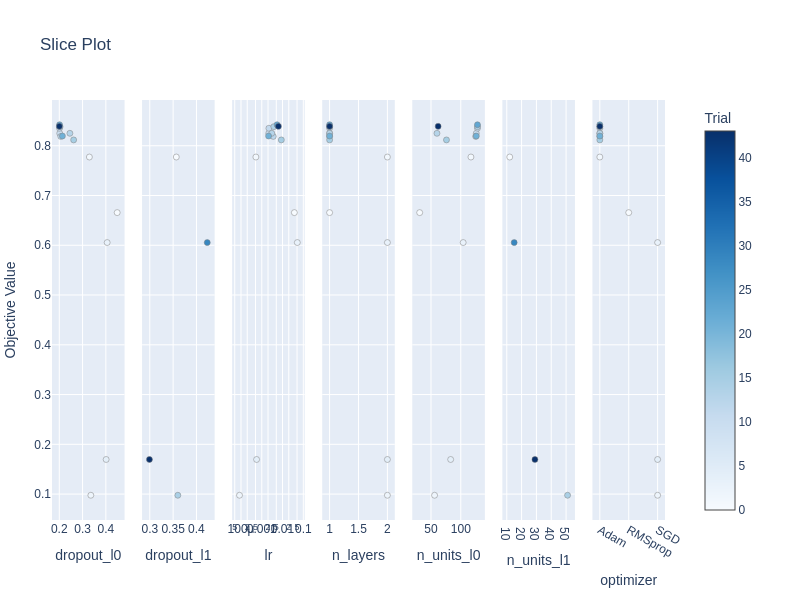 Slice Plot
Trial
Objective Value
0.8
0.7
0.6
0.5
0.4
0.3
0.2
0.1
40
35
30
25
20
15
10
5
0
0.2 0.3 0.4
0.3 0.35 0.4
0.1
1 1.5 2
50 100
10 20 30 40 50
Adam RMSprop SGD
dropout_l0
dropout_l1
lr
n_layers
n_units_l0
n_units_l1
optimizer